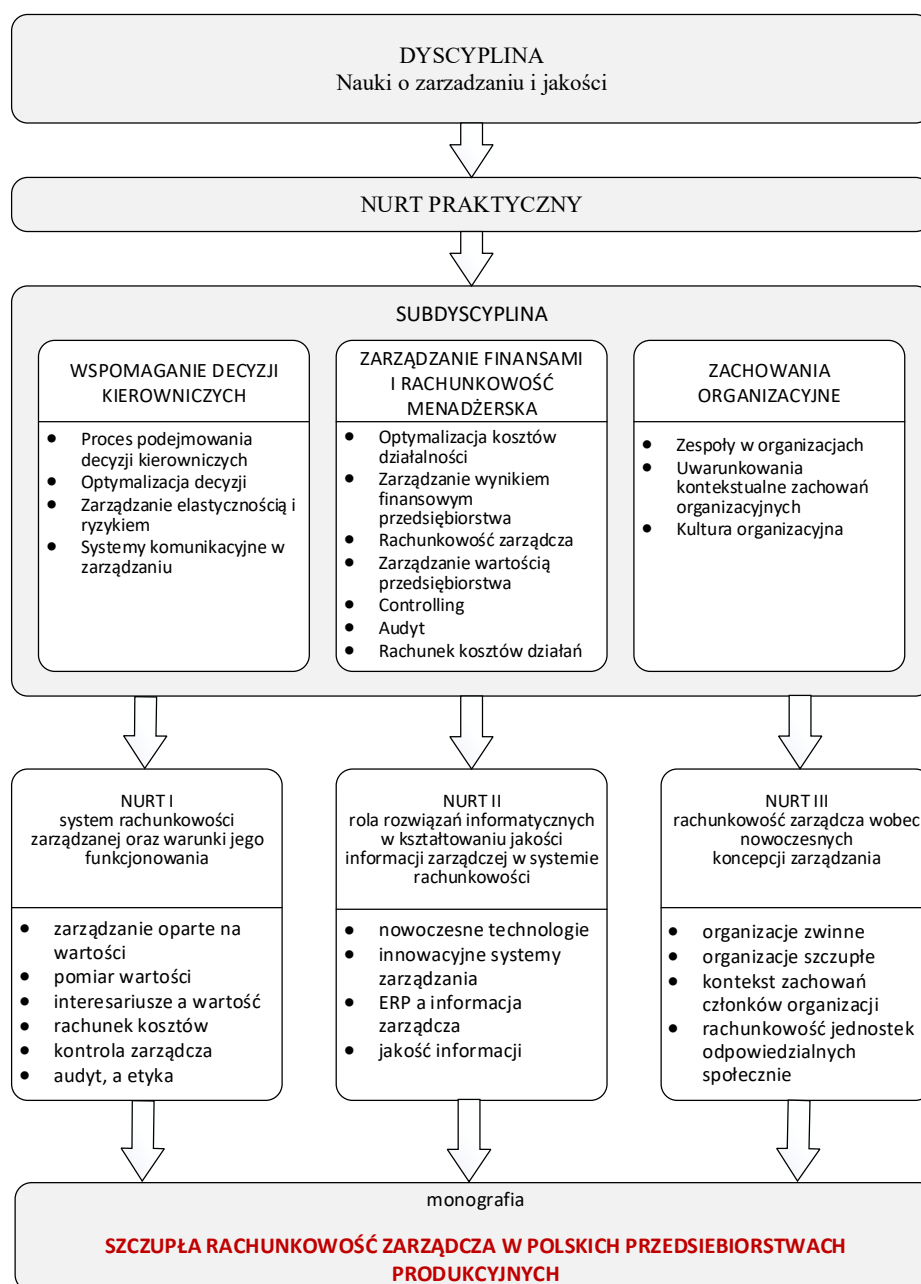 DYSCYPLINA
Nauki o zarzadzaniu i jakości
NURT PRAKTYCZNY
SUBDYSCYPLINA
WSPOMAGANIE DECYZJI
KIEROWNICZYCH
● Proces podejmowania
decyzji kierowniczych
● Optymalizacja decyzji
● Zarządzanie elastycznością i
ryzykiem
● Systemy komunikacyjne w
zarządzaniu
ZARZĄDZANIE FINANSAMI
I RACHUNKOWOŚĆ
MENADŻERSKA
● Optymalizacja kosztów
działalności
● Zarządzanie wynikiem
finansowym
przedsiębiorstwa
● Rachunkowość zarządcza
● Zarządzanie wartością
przedsiębiorstwa
● Controlling
● Audyt
● Rachunek kosztów działań
ZACHOWANIA
ORGANIZACYJNE
● Zespoły w organizacjach
● Uwarunkowania
kontekstualne zachowań
organizacyjnych
● Kultura organizacyjna
NURT I
system rachunkowości
zarządzanej oraz warunki jego
funkcjonowania
● zarządzanie oparte na
wartości
● pomiar wartości
● interesariusze a wartość
● rachunek kosztów
● kontrola zarządcza
● audyt, a etyka
NURT II
rola rozwiązań informatycznych
w kształtowaniu jakości
informacji zarządczej w systemie
rachunkowości
● nowoczesne technologie
● innowacyjne systemy
zarządzania
● ERP a informacja
zarządcza
● jakość informacji
NURT III
rachunkowość zarządcza wobec
nowoczesnych
koncepcji zarządzania
● organizacje zwinne
● organizacje szczupłe
● kontekst zachowań
członków organizacji
● rachunkowość jednostek
odpowiedzialnych
społecznie
monografia
SZCZUPŁA RACHUNKOWOŚĆ ZARZĄDCZA W POLSKICH PRZEDSIEBIORSTWACH
PRODUKCYJNYCH